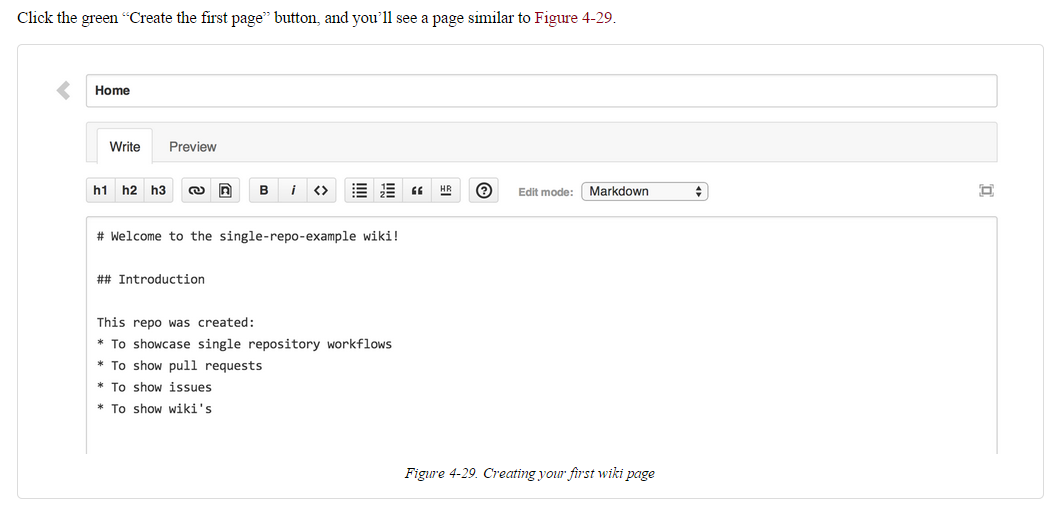 Click the green “Create the first page” button, and you’ll see a page similar to Figure 4-29.
Home
Write Preview
h1 h2 h3 B i <> “ HR ? Edit mode: Markdown
# Welcome to the single-repo-example wiki!
## Introduction
This repo was created:
* To showcase single repository workflows
* To show pull requests
* To show issues
* To show wiki's
Figure 4-29. Creating your first wiki page